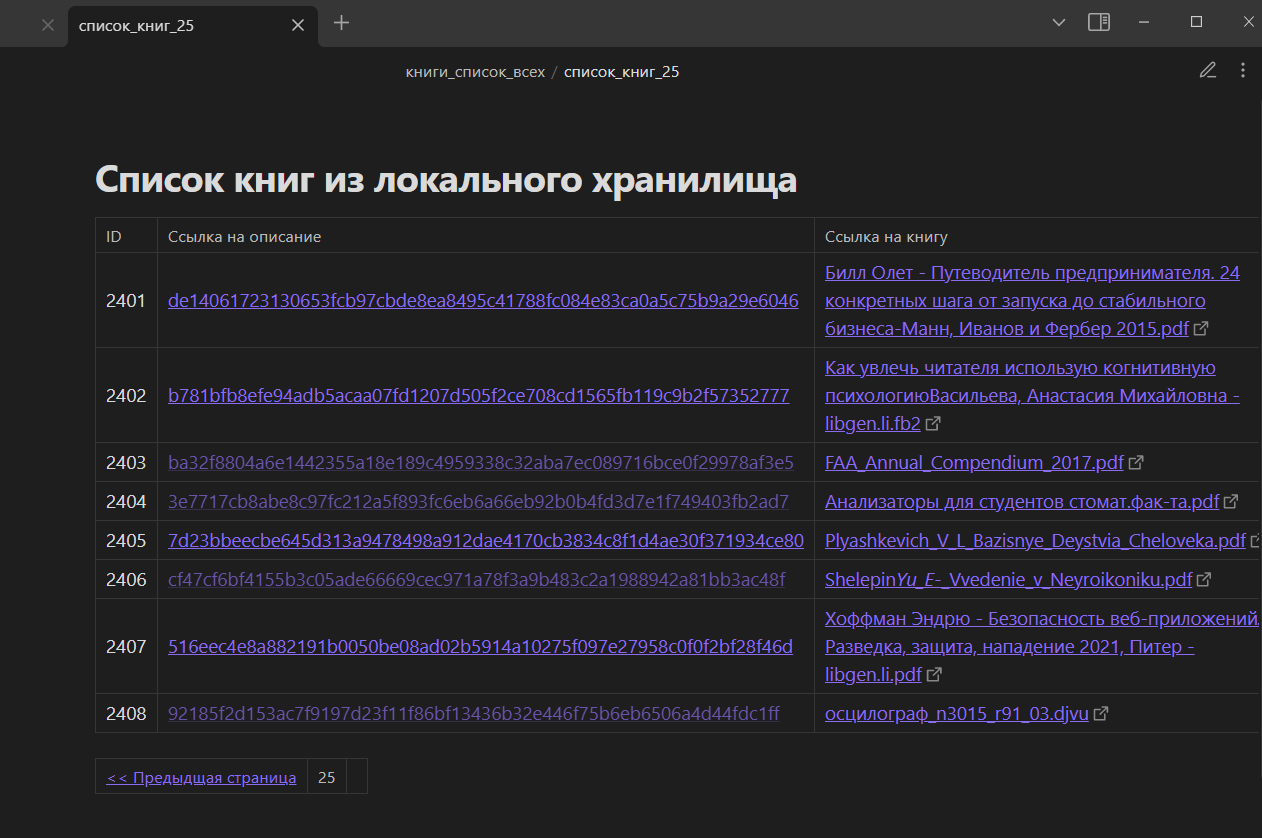 список_книг_25
книги_список_всех / список_книг_25
Список книг из локального хранилища
ID Ссылка на описание Ссылка на книгу
2401 de14061723130653fcb97cbde8ea8495c41788fc084e83ca0a5c75b9a29e6046 Билл Олет - Путеводитель предпринимателя. 24
конкретных шага от запуска до стабильного
бизнеса-Манн, Иванов и Фербер 2015.pdf
2402 b781bfb8efe94adb5acaa07fd1207d505f2ce708cd1565fb119c9b2f57352777 Как увлечь читателя использую когнитивную
психологиюВасильева, Анастасия Михайловна -
libgen.li.fb2
2403 ba32f8804a6e1442355a18e189c4959338c32aba7ec089716bce0f29978af3e5 FAA_Annual_Compendium_2017.pdf
2404 3e7717cb8abe8c97fc212a5f893fc6eb6a66eb92b0b4fd3d7e1f749403fb2ad7 Анализаторы для студентов стомат.фак-та.pdf
2405 7d23bbeecbe645d313a9478498a912dae4170cb3834c8f1d4ae30f371934ce80 Plyashkevich_V_L_Bazisnye_Deystvia_Cheloveka.pdf
2406 cf47cf6bf4155b3c05ade66669cec971a78f3a9b483c2a1988942a81bb3ac48f ShelepinYu_E-_Vvedenie_v_Neyroikoniku.pdf
2407 516eec4e8a882191b0050be08ad02b5914a10275f097e27958c0f0f2bf28f46d Хоффман Эндрю - Безопасность веб-приложений.
Разведка, защита, нападение 2021, Питер -
libgen.li.pdf
2408 92185f2d153ac7f9197d23f11f86bf13436b32e446f75b6eb6506a4d44fdc1ff осцилограф_n3015_r91_03.djvu
<< Предыдщая страница 25